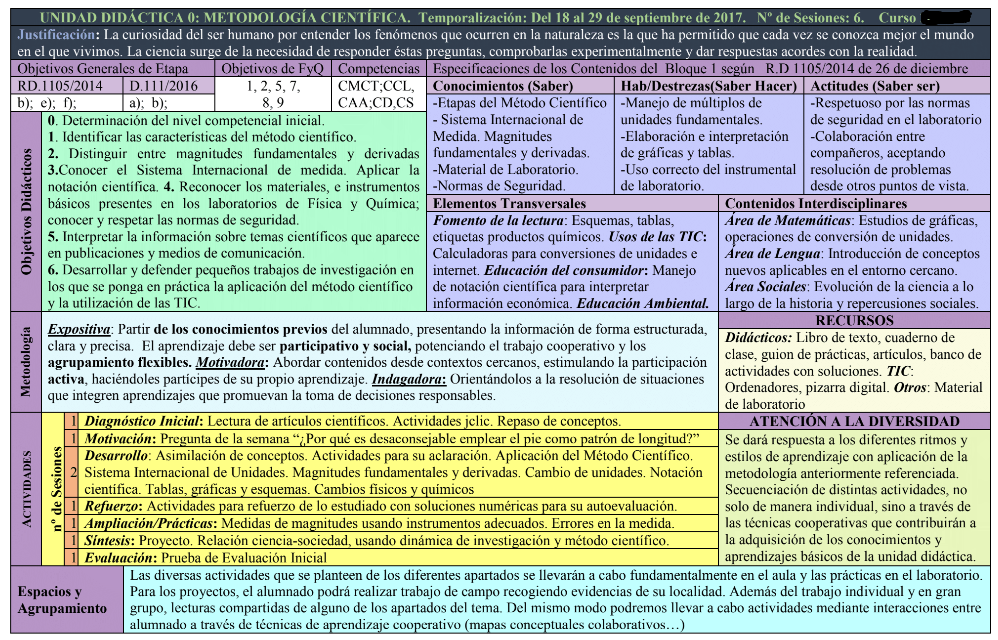 UNIDAD DIDÁCTICA 0: METODOLOGÍA CIENTÍFICA. Temporalización: Del 18 al 29 de septiembre de 2017. Nº de Sesiones: 6. Curso
Justificación: La curiosidad del ser humano por entender los fenómenos que ocurren en la naturaleza es la que ha permitido que cada vez se conozca mejor el mundo
en el que vivimos. La ciencia surge de la necesidad de responder éstas preguntas, comprobarlas experimentalmente y dar respuestas acordes con la realidad.
Objetivos Generales de Etapa
RD.1105/2014
D.111/2016
b); e); f);
a); b);
Objetivos de FyQ
1, 2, 5, 7,
8, 9
Competencias
CMCT;CCL,
CAA;CD,CS
Especificaciones de los Contenidos del Bloque 1 según R.D 1105/2014 de 26 de diciembre
Conocimientos (Saber)
-Etapas del Método Científico
- Sistema Internacional de
Medida. Magnitudes
fundamentales y derivadas.
-Material de Laboratorio.
-Normas de Seguridad.
Hab/Destrezas(Saber Hacer)
-Manejo de múltiplos de
unidades fundamentales.
-Elaboración e interpretación
de gráficas y tablas.
-Uso correcto del instrumental
de laboratorio.
Actitudes (Saber ser)
-Respetuoso por las normas
de seguridad en el laboratorio
-Colaboración entre
compañeros, aceptando
resolución de problemas
desde otros puntos de vista.
Objetivos Didácticos
0. Determinación del nivel competencial inicial.
1. Identificar las características del método científico.
2. Distinguir entre magnitudes fundamentales y derivadas
3.Conocer el Sistema Internacional de medida. Aplicar la
notación científica. 4. Reconocer los materiales, e instrumentos
básicos presentes en los laboratorios de Física y Química;
conocer y respetar las normas de seguridad.
5. Interpretar la información sobre temas científicos que aparece
en publicaciones y medios de comunicación.
6. Desarrollar y defender pequeños trabajos de investigación en
los que se ponga en práctica la aplicación del método científico
y la utilización de las TIC.
Elementos Transversales
Fomento de la lectura: Esquemas, tablas,
etiquetas productos químicos. Usos de las TIC:
Calculadoras para conversiones de unidades e
internet. Educación del consumidor: Manejo
de notación científica para interpretar
información económica. Educación Ambiental.
Contenidos Interdisciplinares
Área de Matemáticas: Estudios de gráficas,
operaciones de conversión de unidades.
Área de Lengua: Introducción de conceptos
nuevos aplicables en el entorno cercano.
Área Sociales: Evolución de la ciencia a lo
largo de la historia y repercusiones sociales.
Metodología
Expositiva: Partir de los conocimientos previos del alumnado, presentando la información de forma estructurada,
clara y precisa. El aprendizaje debe ser participativo y social, potenciando el trabajo cooperativo y los
agrupamiento flexibles. Motivadora: Abordar contenidos desde contextos cercanos, estimulando la participación
activa, haciéndoles partícipes de su propio aprendizaje. Indagadora: Orientándolos a la resolución de situaciones
que integren aprendizajes que promuevan la toma de decisiones responsables.
RECURSOS
Didácticos: Libro de texto, cuaderno de
clase, guion de prácticas, artículos, banco de
actividades con soluciones. TIC:
Ordenadores, pizarra digital. Otros: Material
de laboratorio
ACTIVIDADES
nº de Sesiones
1 Diagnóstico Inicial: Lectura de artículos científicos. Actividades jclic. Repaso de conceptos.
1 Motivación: Pregunta de la semana “¿Por qué es desaconsejable emplear el pie como patrón de longitud?”
Desarrollo: Asimilación de conceptos. Actividades para su aclaración. Aplicación del Método Científico.
2 Sistema Internacional de Unidades. Magnitudes fundamentales y derivadas. Cambio de unidades. Notación
científica. Tablas, gráficas y esquemas. Cambios físicos y químicos
1 Refuerzo: Actividades para refuerzo de lo estudiado con soluciones numéricas para su autoevaluación.
1 Ampliación/Prácticas: Medidas de magnitudes usando instrumentos adecuados. Errores en la medida.
1 Síntesis: Proyecto. Relación ciencia-sociedad, usando dinámica de investigación y método científico.
1 Evaluación: Prueba de Evaluación Inicial
ATENCIÓN A LA DIVERSIDAD
Se dará respuesta a los diferentes ritmos y
estilos de aprendizaje con aplicación de la
metodología anteriormente referenciada.
Secuenciación de distintas actividades, no
solo de manera individual, sino a través de
las técnicas cooperativas que contribuirán a
la adquisición de los conocimientos y
aprendizajes básicos de la unidad didáctica.
Espacios y
Agrupamiento
Las diversas actividades que se planteen de los diferentes apartados se llevarán a cabo fundamentalmente en el aula y las prácticas en el laboratorio.
Para los proyectos, el alumnado podrá realizar trabajo de campo recogiendo evidencias de su localidad. Además del trabajo individual y en gran
grupo, lecturas compartidas de alguno de los apartados del tema. Del mismo modo podremos llevar a cabo actividades mediante interacciones entre
alumnado a través de técnicas de aprendizaje cooperativo (mapas conceptuales colaborativos…)